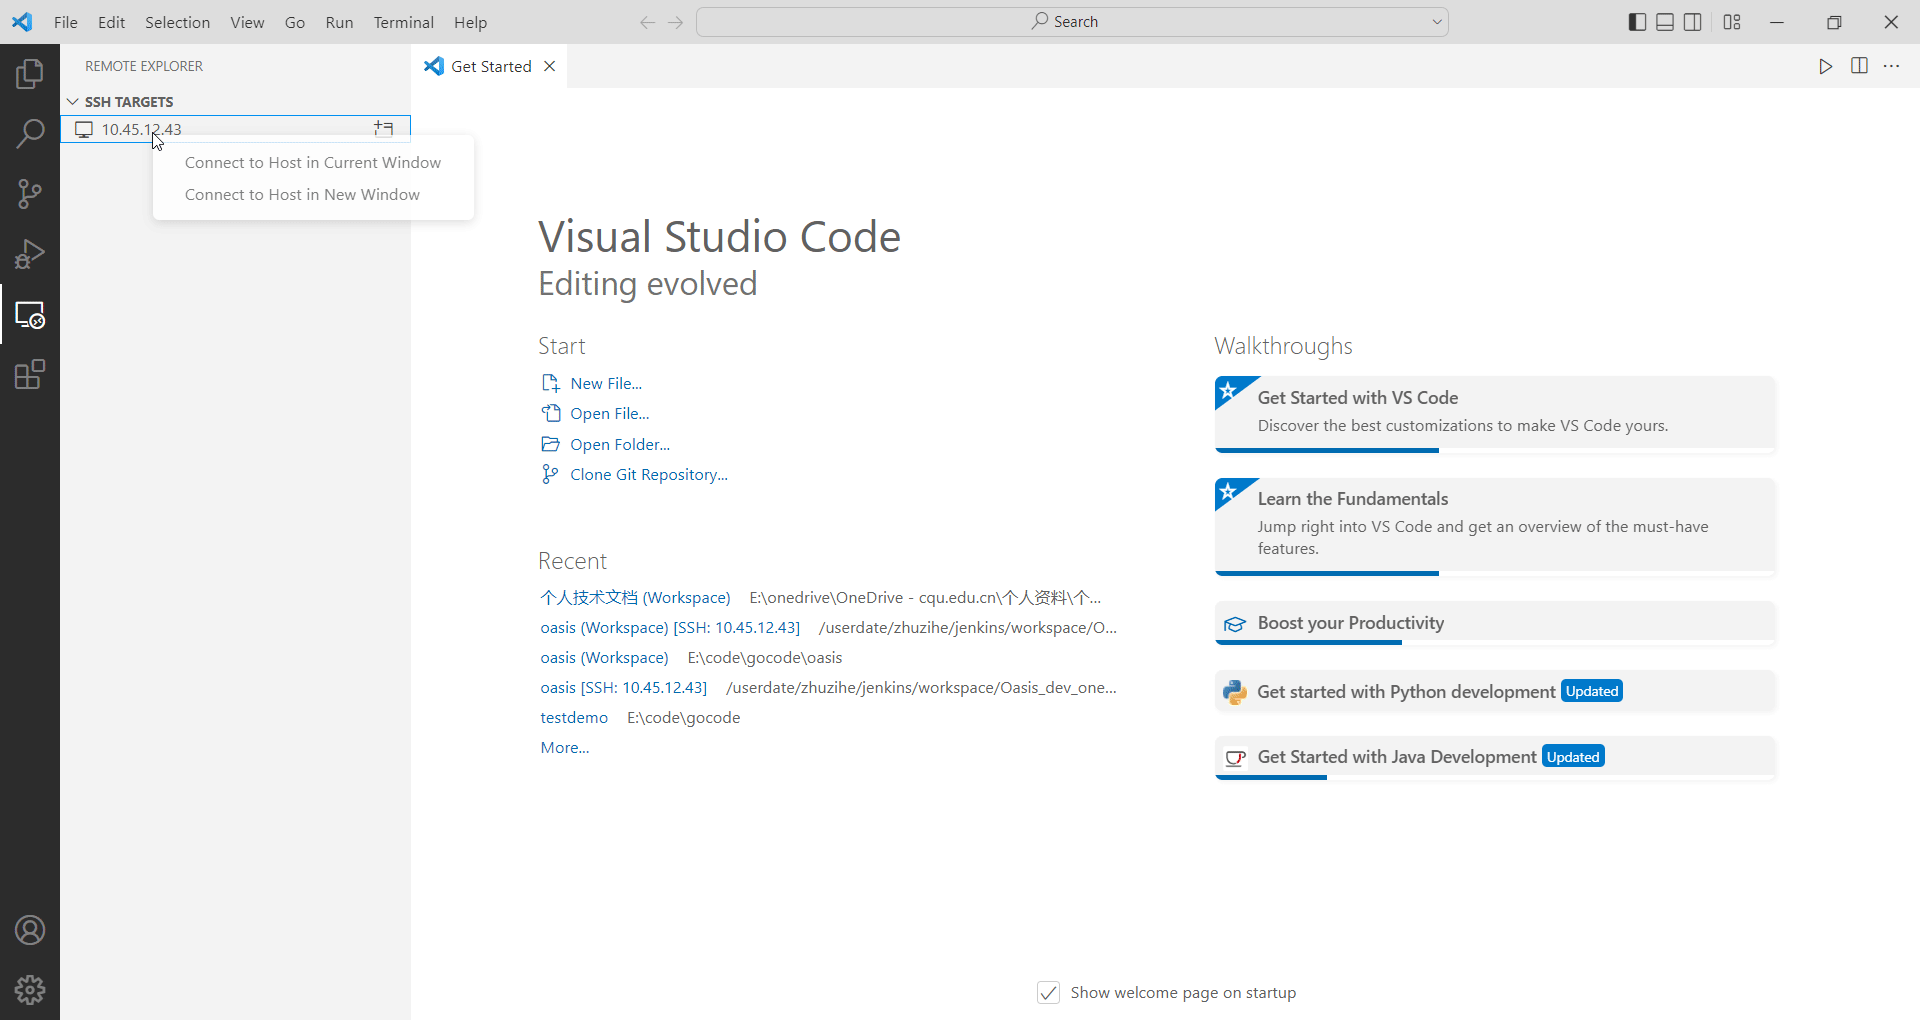 File Edit Selection View Go Run Terminal Help Search
REMOTE EXPLORER
Get Started
SSH TARGETS
10.45.12.43
Connect to Host in Current Window
Connect to Host in New Window
Visual Studio Code
Editing evolved
Start
New File...
Open File...
Open Folder...
Clone Git Repository...
Recent
个人技术文档 (Workspace) E:\onedrive\OneDrive - cqu.edu.cn\个人资料\个...
oasis (Workspace) [SSH: 10.45.12.43] /userdate/zhuzihe/jenkins/workspace/O...
oasis (Workspace) E:\code\gocode\oasis
oasis [SSH: 10.45.12.43] /userdate/zhuzihe/jenkins/workspace/Oasis_dev_one...
testdemo E:\code\gocode
More...
Walkthroughs
Get Started with VS Code
Discover the best customizations to make VS Code yours.
Learn the Fundamentals
Jump right into VS Code and get an overview of the must-have
features.
Boost your Productivity
Get started with Python development Updated
Get Started with Java Development Updated
Show welcome page on startup